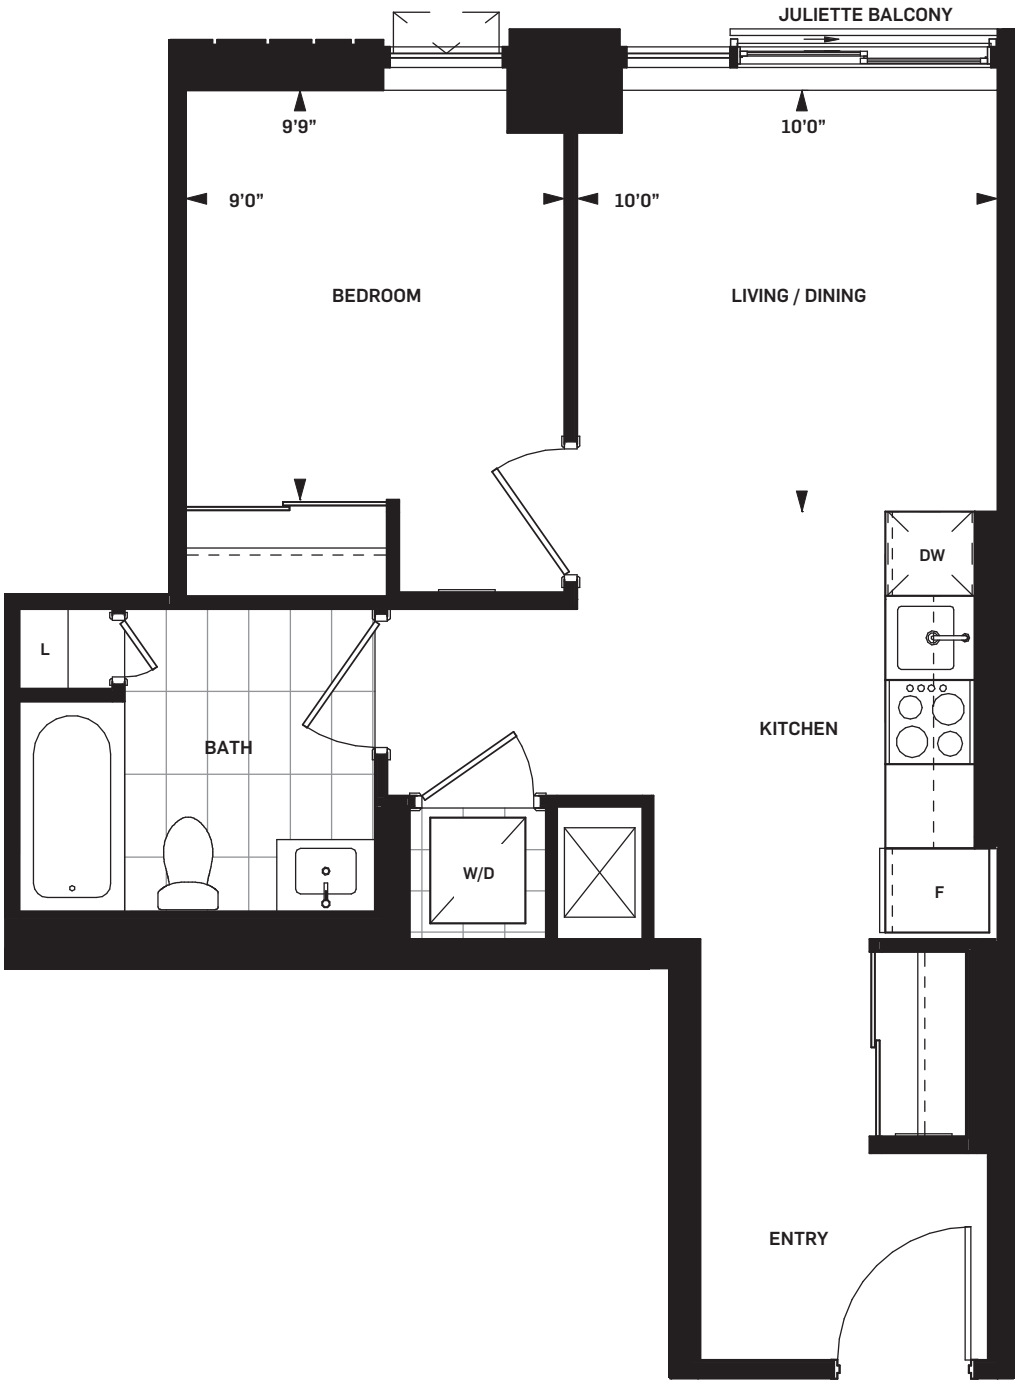 JULIETTE BALCONY
9'9"
10'0"
9'0"
10'0"
BEDROOM
LIVING / DINING
DW
L
KITCHEN
BATH
W/D
F
ENTRY